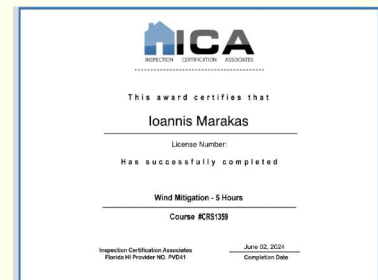 ICA
INSPECTION CERTIFICATION ASSOCIATES
This award certifies that
Ioannis Marakas
License Number:
Has successfully completed
Wind Mitigation - 5 Hours
Course #CRS1359
Inspection Certification Associates
Florida HI Provider NO. PVD41
June 02, 2024
Completion Date